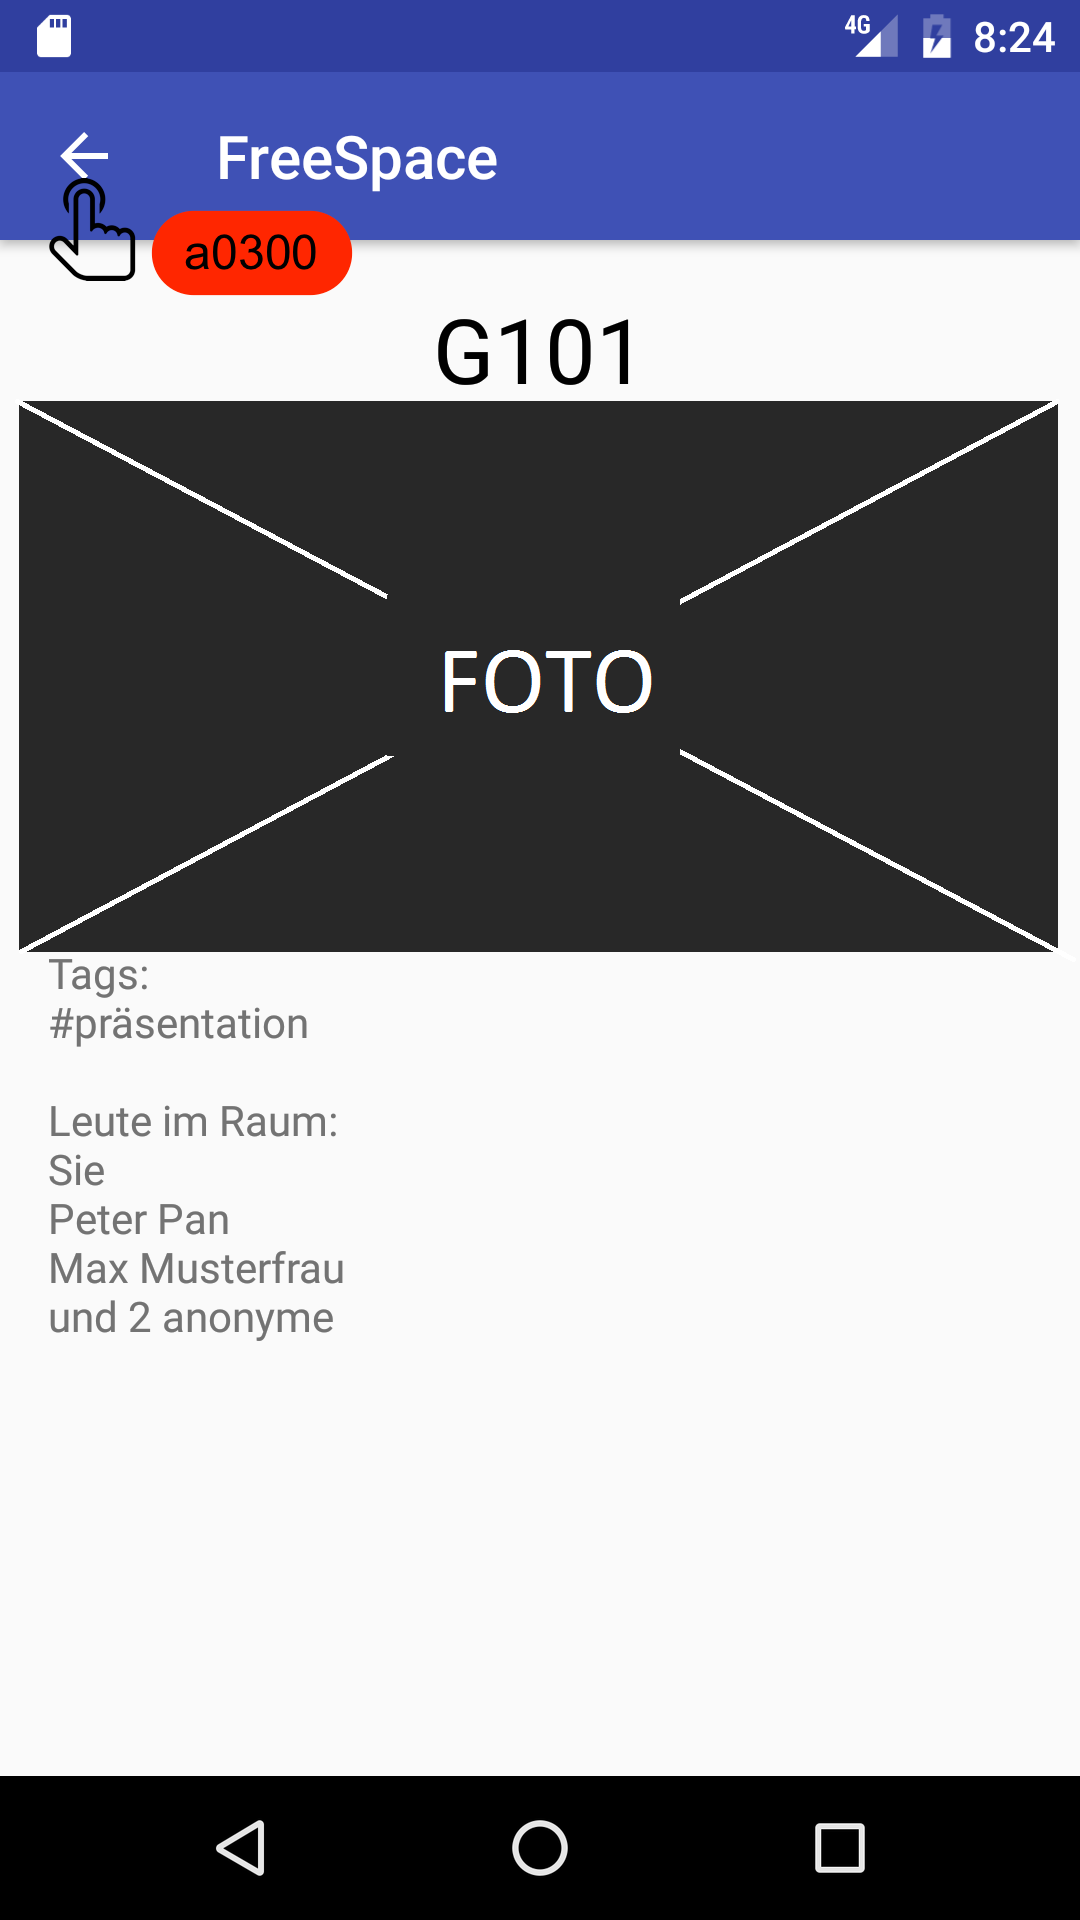 4G 8:24
FreeSpace
a0300
G101
FOTO
Tags:
#präsentation
Leute im Raum:
Sie
Peter Pan
Max Musterfrau
und 2 anonyme